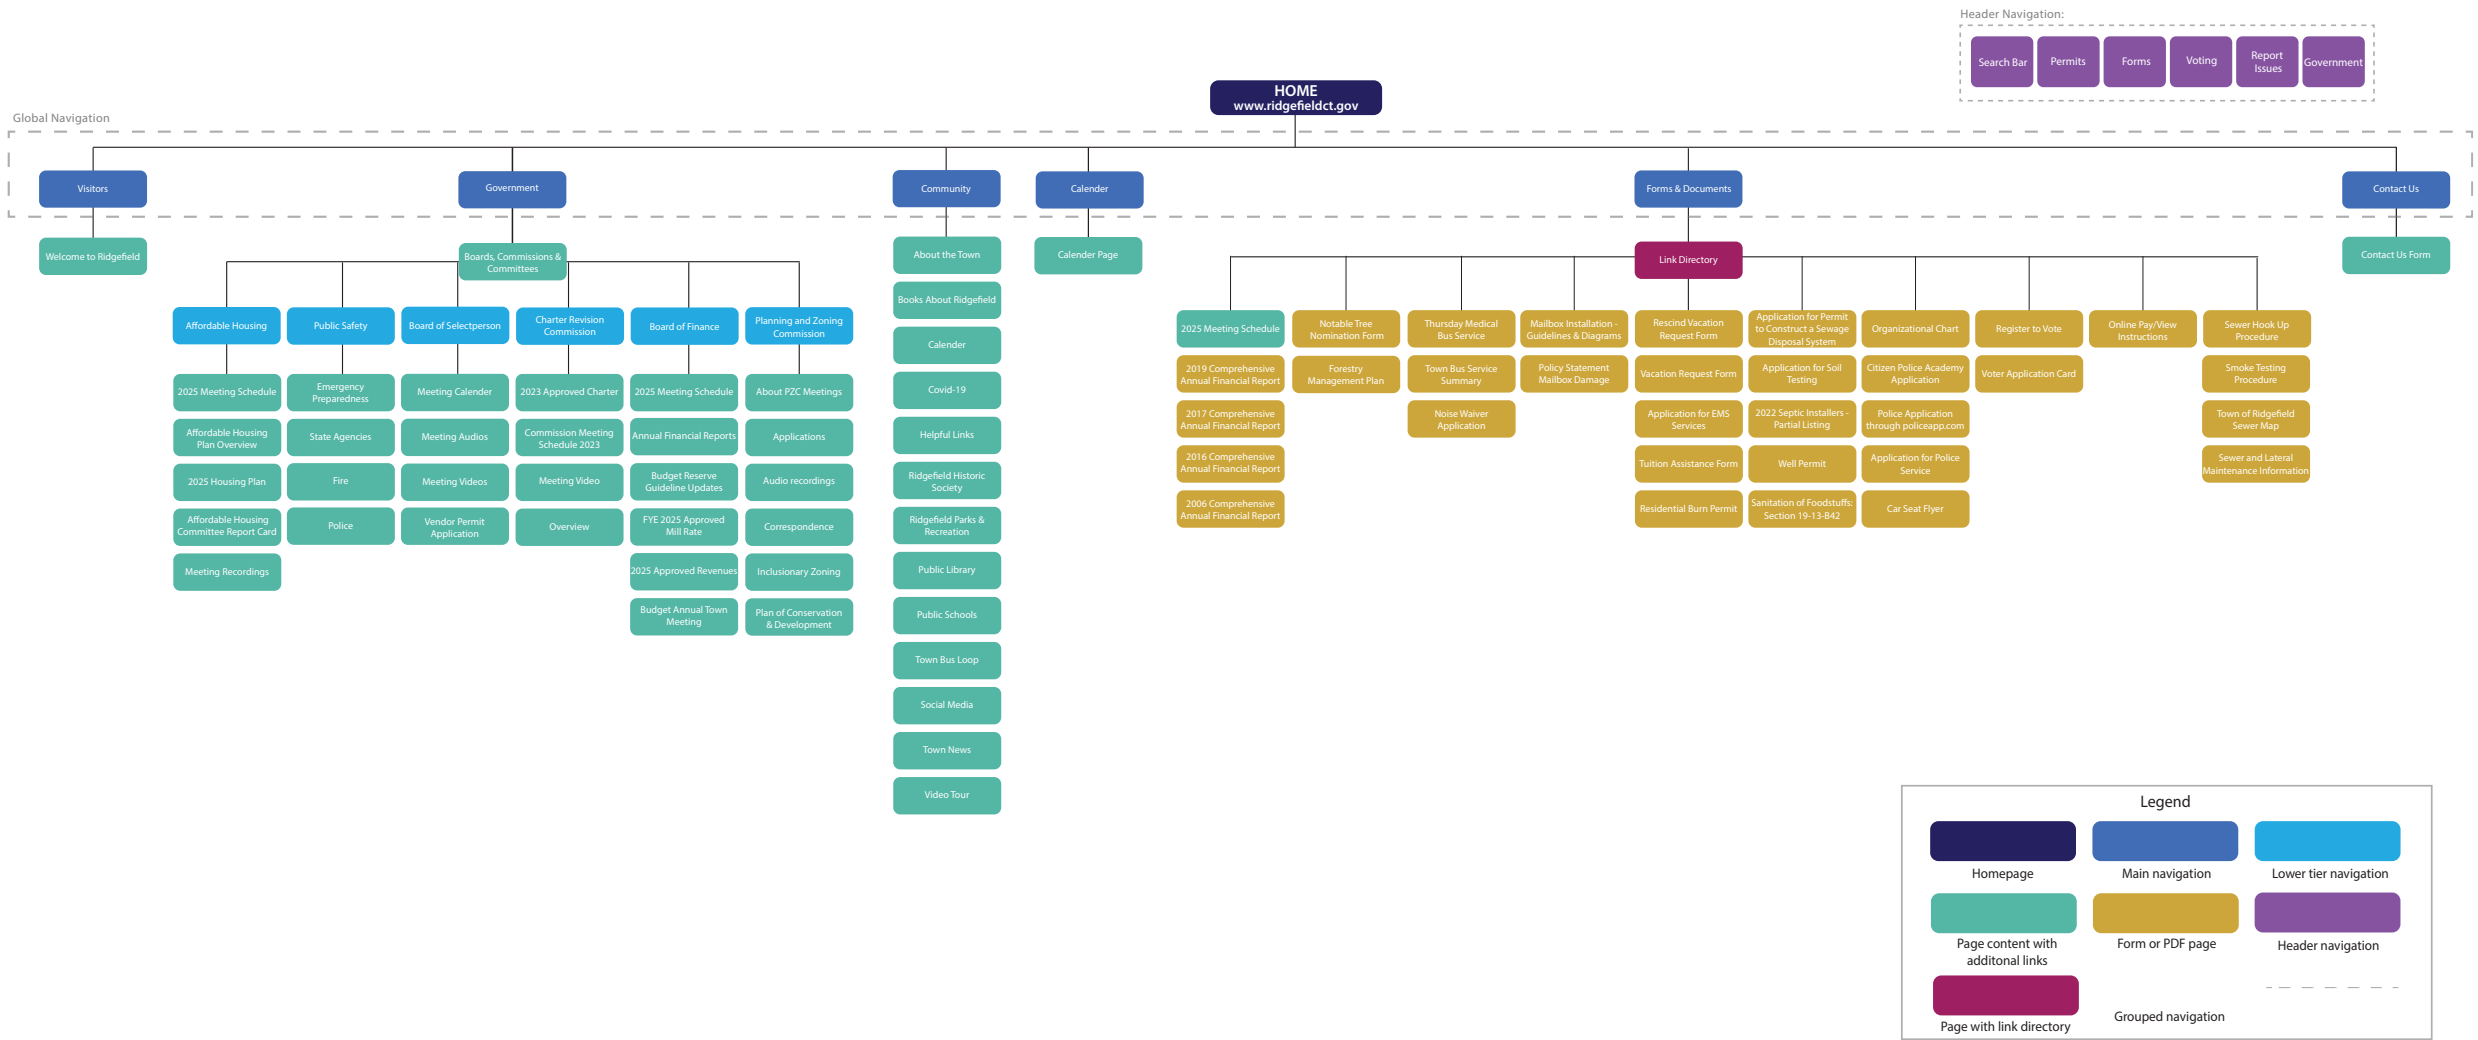 Header Navigation:
Search Bar
Permits
Forms
Voting
Report
Issues
Government
HOME
www.ridgefieldct.gov
Global Navigation
Visitors
Government
Community
Calender
Forms & Documents
Contact Us
Welcome to Ridgefield
Boards, Commissions &
Committees
Affordable Housing
Public Safety
Board of Selectperson
Charter Revision
Commission
Board of Finance
Planning and Zoning
Commission
2025 Meeting Schedule
Affordable Housing
Plan Overview
2025 Housing Plan
Affordable Housing
Committee Report Card
Meeting Recordings
Emergency
Preparedness
State Agencies
Fire
Police
Meeting Calender
Meeting Audios
Meeting Videos
Vendor Permit
Application
2023 Approved Charter
Commission Meeting
Schedule 2023
Meeting Video
Overview
2025 Meeting Schedule
Annual Financial Reports
Budget Reserve
Guideline Updates
FYE 2025 Approved
Mill Rate
2025 Approved Revenues
Budget Annual Town
Meeting
About PZC Meetings
Applications
Audio recordings
Correspondence
Inclusionary Zoning
Plan of Conservation
& Development
About the Town
Books About Ridgefield
Calender
Covid-19
Helpful Links
Ridgefield Historic
Society
Ridgefield Parks &
Recreation
Public Library
Public Schools
Town Bus Loop
Social Media
Town News
Video Tour
Calender Page
Link Directory
2025 Meeting Schedule
2019 Comprehensive
Annual Financial Report
2017 Comprehensive
Annual Financial Report
2016 Comprehensive
Annual Financial Report
2006 Comprehensive
Annual Financial Report
Notable Tree
Nomination Form
Forestry
Management Plan
Thursday Medical
Bus Service
Town Bus Service
Summary
Noise Waiver
Application
Mailbox Installation -
Guidelines & Diagrams
Policy Statement
Mailbox Damage
Rescind Vacation
Request Form
Vacation Request Form
Application for EMS
Services
Tuition Assistance Form
Residential Burn Permit
Application for Permit
to Construct a Sewage
Disposal System
Application for Soil
Testing
2022 Septic Installers -
Partial Listing
Well Permit
Sanitation of Foodstuffs:
Section 19-13-B42
Organizational Chart
Citizen Police Academy
Application
Police Application
through policeapp.com
Application for Police
Service
Car Seat Flyer
Register to Vote
Voter Application Card
Online Pay/View
Instructions
Sewer Hook Up
Procedure
Smoke Testing
Procedure
Town of Ridgefield
Sewer Map
Sewer and Lateral
Maintenance Information
Contact Us Form
Legend
Homepage
Main navigation
Lower tier navigation
Page content with
additonal links
Form or PDF page
Header navigation
Page with link directory
Grouped navigation